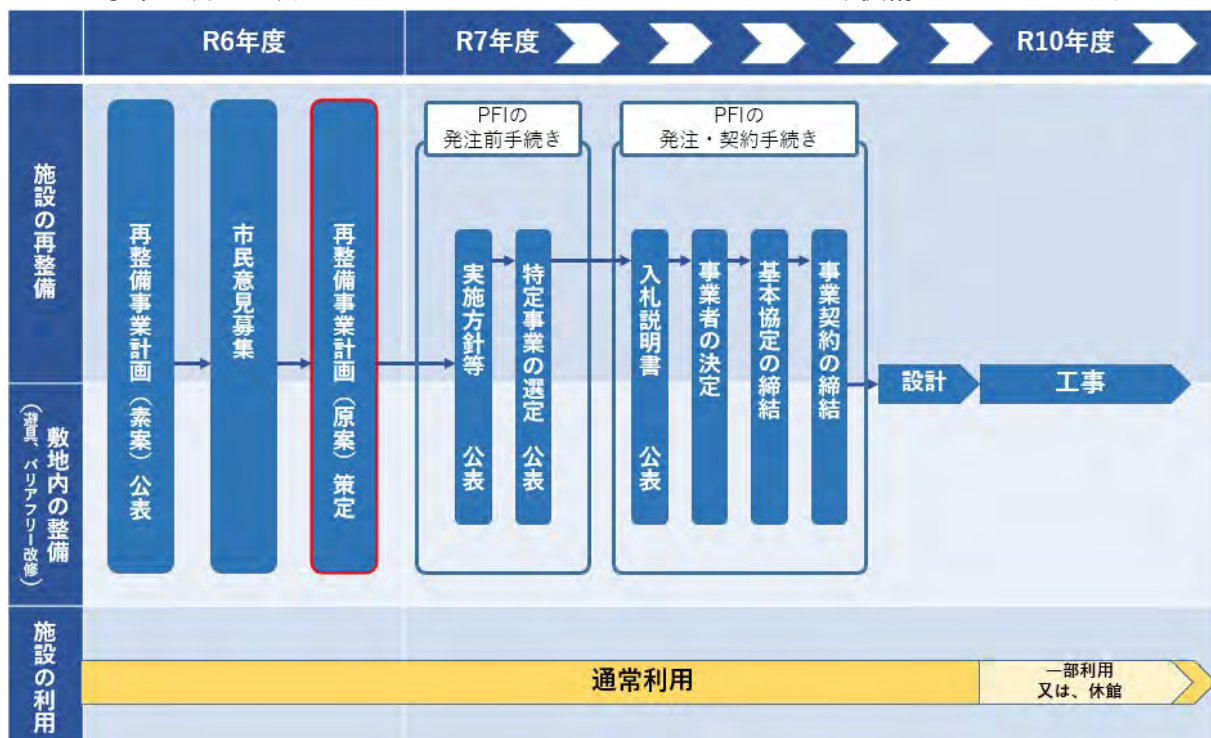 R6年度
R7年度
R10年度
施設の再整備
敷地内の整備
(遊具、バリアフリー改修)
施設の利用
再整備事業計画(素案)公表
市民意見募集
再整備事業計画(原案)策定
PFIの
発注前手続き
実施方針等 公表
特定事業の選定 公表
PFIの
発注・契約手続き
入札説明書 公表
事業者の決定
基本協定の締結
事業契約の締結
設計
工事
通常利用
一部利用
又は、休館